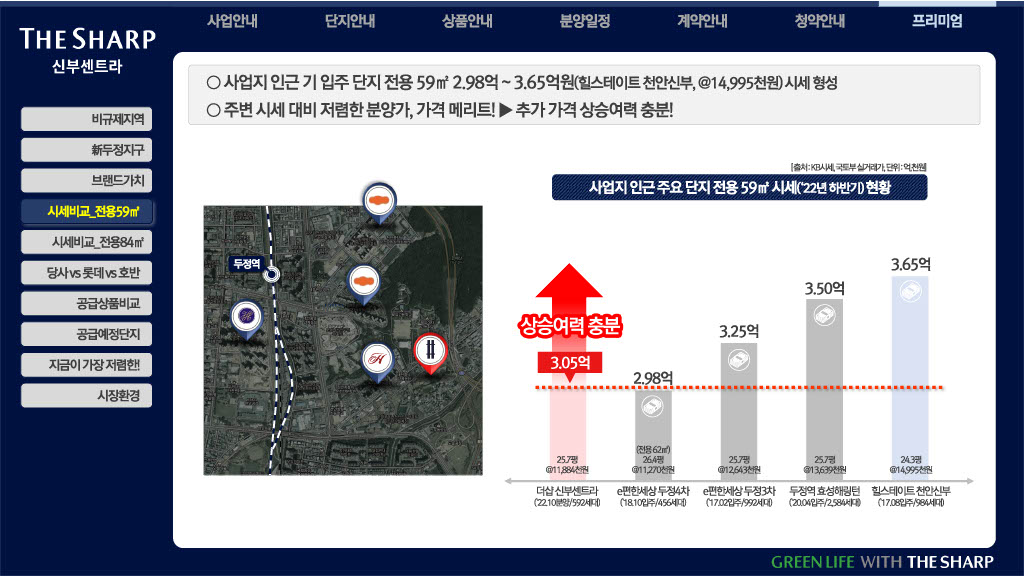 사업안내
단지안내
상품안내
분양일정
계약안내
청약안내
프리미엄
THE SHARP
신부센트라
비규제지역
新두정지구
브랜드가치
시세비교_전용59㎡
시세비교_전용84㎡
당사 vs 롯데 vs 호반
공급상품비교
공급예정단지
지금이 가장 저렴한!
시장환경
○ 사업지 인근 기 입주 단지 전용 59㎡ 2.98억 ~ 3.65억원(힐스테이트 천안신부, @14,995천원) 시세 형성
○ 주변 시세 대비 저렴한 분양가, 가격 메리트! ▶ 추가 가격 상승여력 충분!
[출처 : KB시세, 국토부 실거래가, 단위 : 억,천원]
사업지 인근 주요 단지 전용 59㎡ 시세('22년 하반기) 현황
두정역
H
상승여력 충분
3.05억
2.98억
3.25억
3.50억
3.65억
25.7평
@11,884천원
(전용 62㎡)
26.4평
@11,270천원
25.7평
@12,643천원
25.7평
@13,639천원
24.3평
@14,995천원
더샵 신부센트라
('22.10분양/592세대)
e편한세상 두정4차
('18.10입주/456세대)
e편한세상 두정3차
('17.02입주/992세대)
두정역 효성해링턴
('20.04입주/2,584세대)
힐스테이트 천안신부
('17.08입주/984세대)
GREEN LIFE WITH THE SHARP